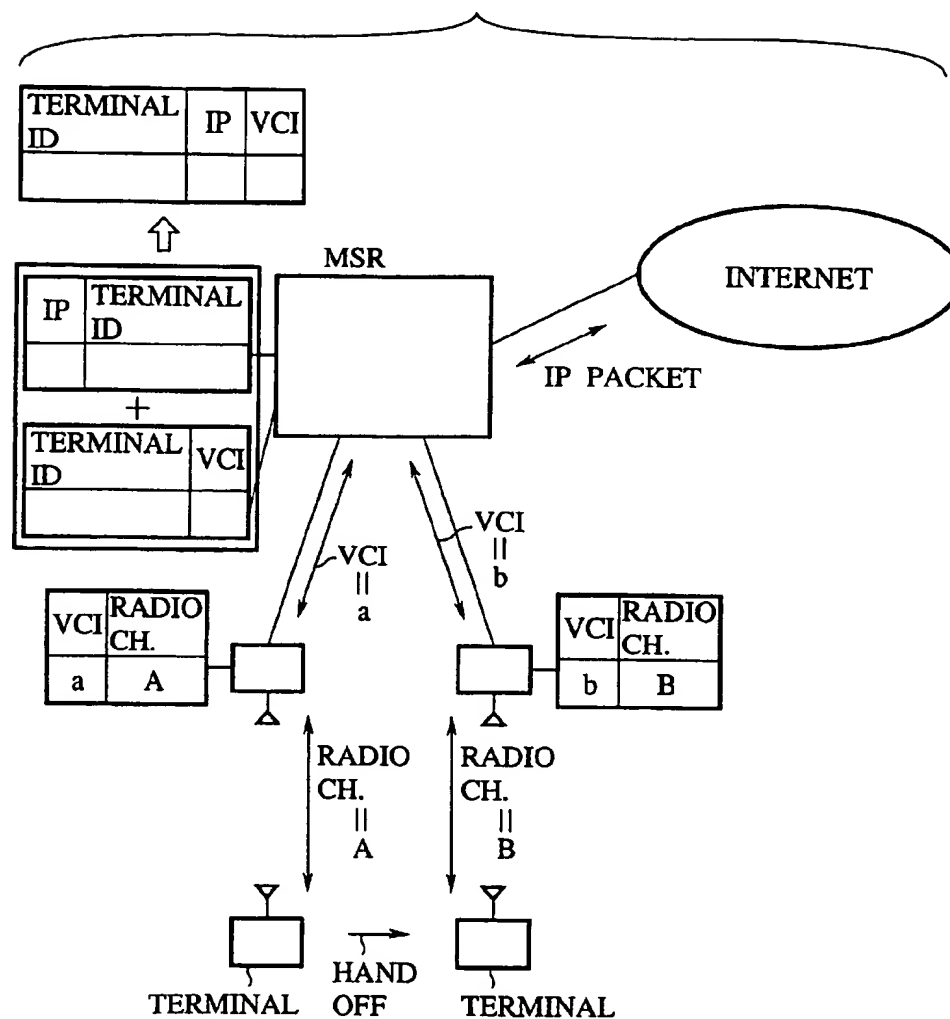 TERMINAL ID
IP
VCI
MSR
INTERNET
IP
TERMINAL ID
IP PACKET
+
TERMINAL ID
VCI
VCI
||
a
VCI
||
b
VCI
RADIO CH.
a
A
VCI
RADIO CH.
b
B
RADIO
CH.
||
A
RADIO
CH.
||
B
HAND
OFF
TERMINAL
TERMINAL